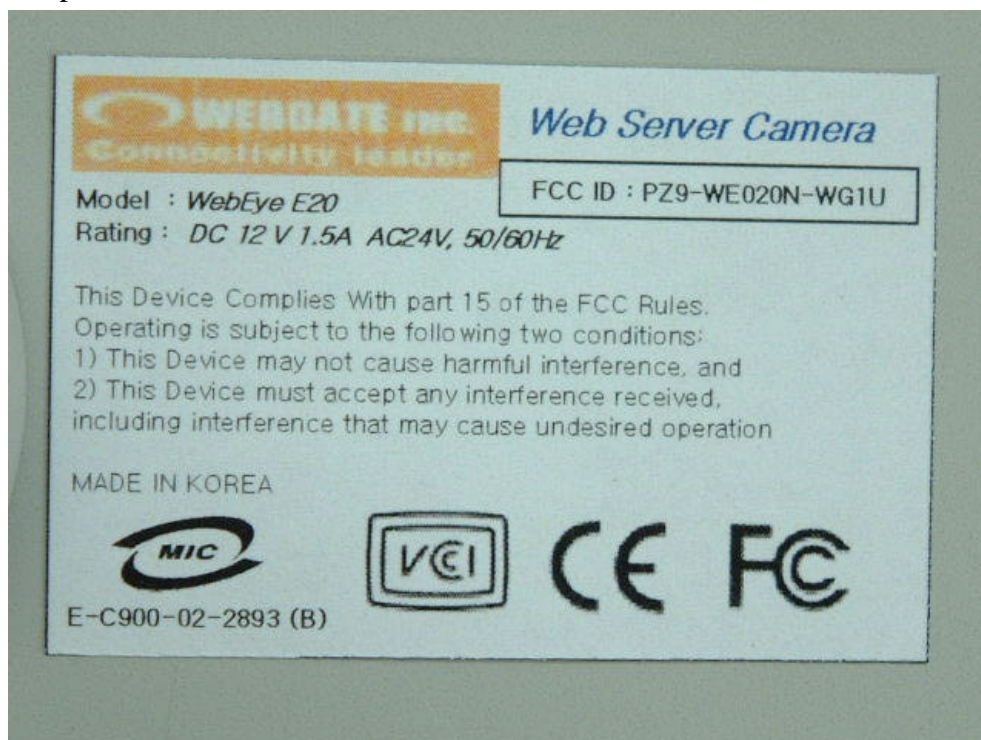 WEBGATE INC.
Connectivity leader
Web Server Camera
FCC ID : PZ9-WE020N-WG1U
Model : WebEye E20
Rating : DC 12 V 1.5A AC24V, 50/60Hz
This Device Complies With part 15 of the FCC Rules.
Operating is subject to the following two conditions:
1) This Device may not cause harmful interference, and
2) This Device must accept any interference received,
including interference that may cause undesired operation
MADE IN KOREA
MIC
VCI
CE
FC
E-C900-02-2893 (B)